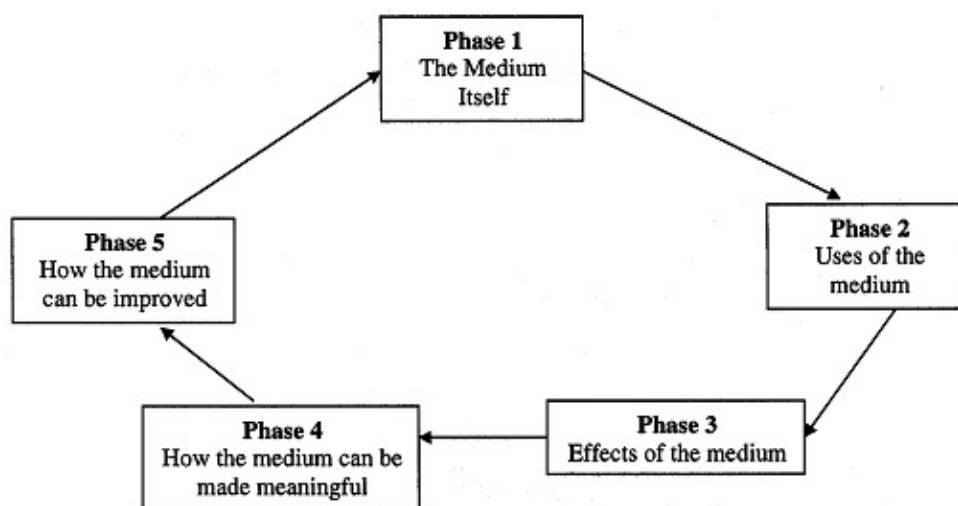 Phase 1
The Medium
Itself
Phase 2
Uses of the
medium
Phase 3
Effects of the medium
Phase 4
How the medium can be
made meaningful
Phase 5
How the medium
can be improved